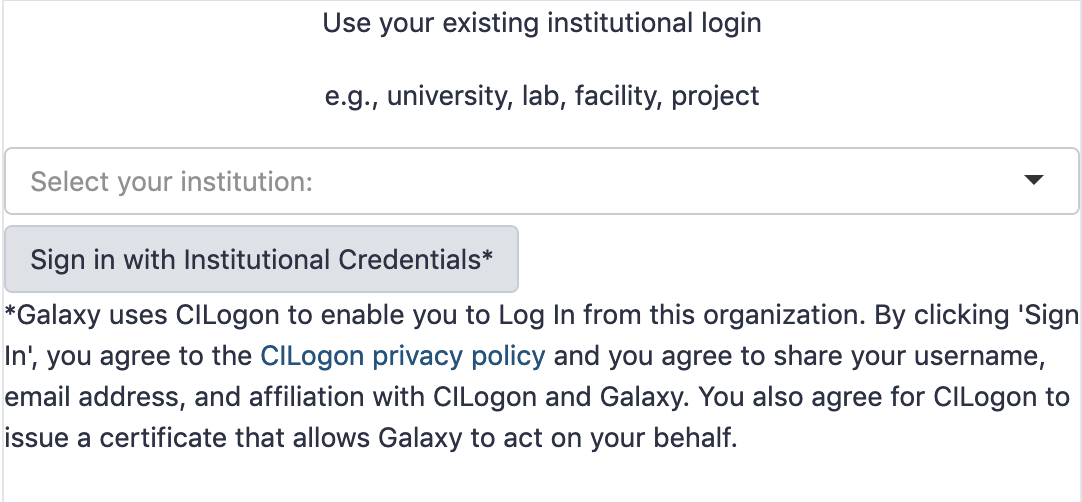 Use your existing institutional login
e.g., university, lab, facility, project
Select your institution:
Sign in with Institutional Credentials*
*Galaxy uses CILogon to enable you to Log In from this organization. By clicking 'Sign
In', you agree to the CILogon privacy policy and you agree to share your username,
email address, and affiliation with CILogon and Galaxy. You also agree for CILogon to
issue a certificate that allows Galaxy to act on your behalf.